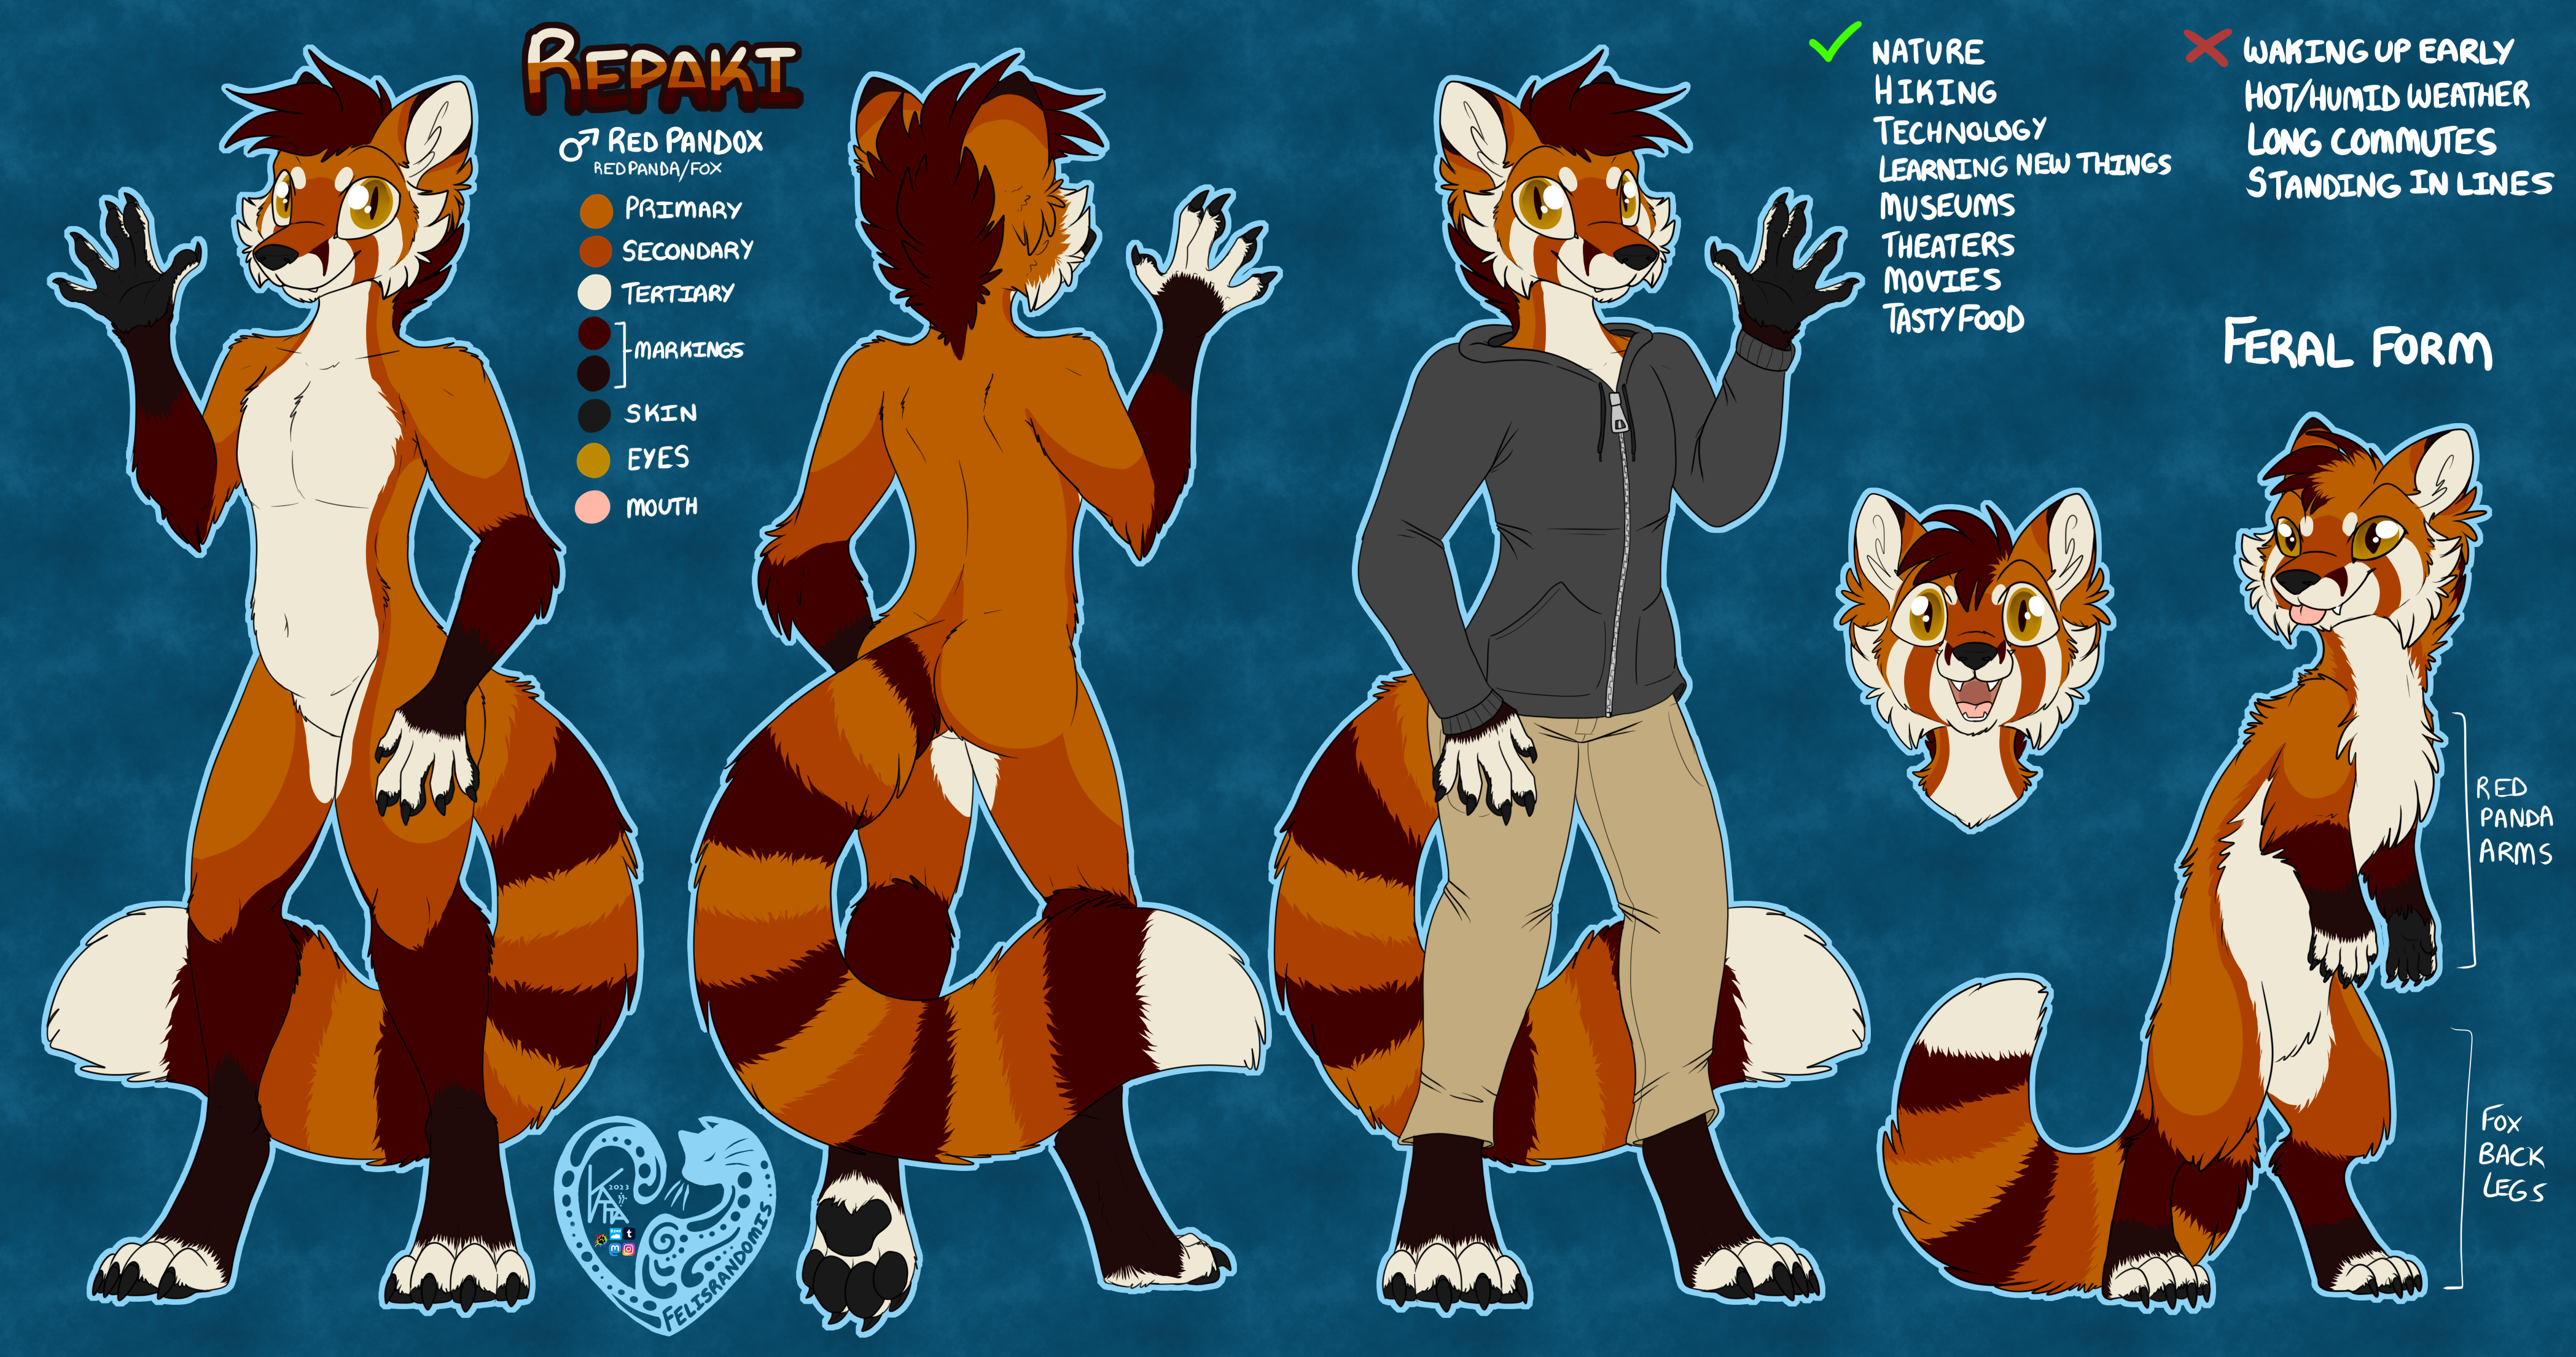 REPAKI
♂ RED PANDOX
RED PANDA/FOX
PRIMARY
SECONDARY
TERTIARY
MARKINGS
SKIN
EYES
MOUTH
NATURE
HIKING
TECHNOLOGY
LEARNING NEW THINGS
MUSEUMS
THEATERS
MOVIES
TASTY FOOD
WAKING UP EARLY
HOT/HUMID WEATHER
LONG COMMUTES
STANDING IN LINES
FERAL FORM
RED
PANDA
ARMS
FOX
BACK
LEGS
KATTA
2023
FELISRANDOMIS